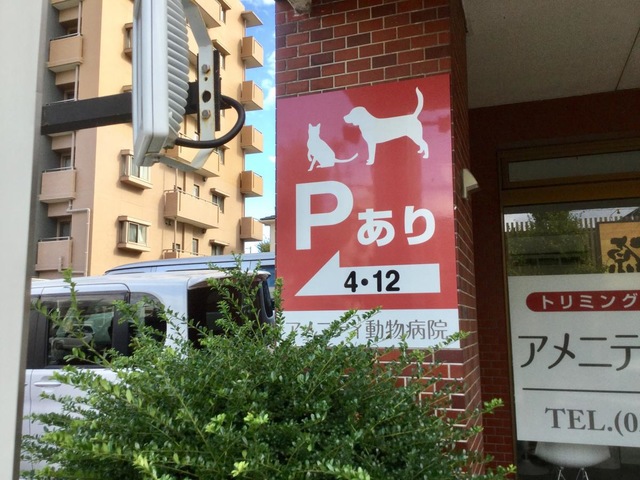 Pあり
4・12
動物病院
トリミング
アメニテ
TEL.(0